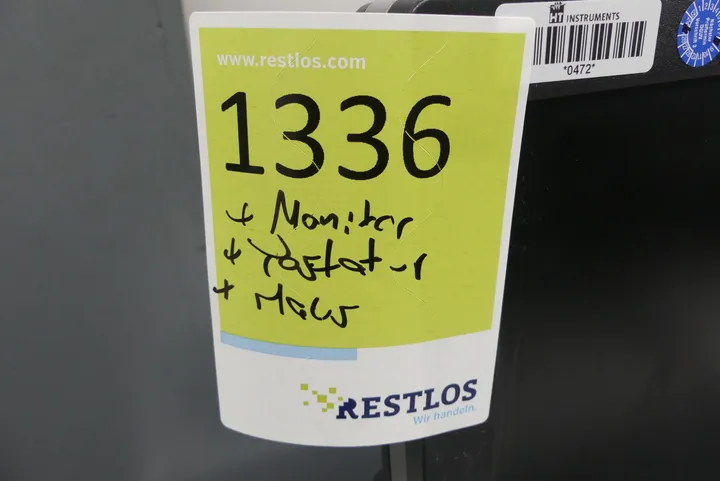 www.restlos.com
1336
+ Monitor
+ Tastatur
+ Maus
RESTLOS
Wir handeln.
HT INSTRUMENTS
*0472*